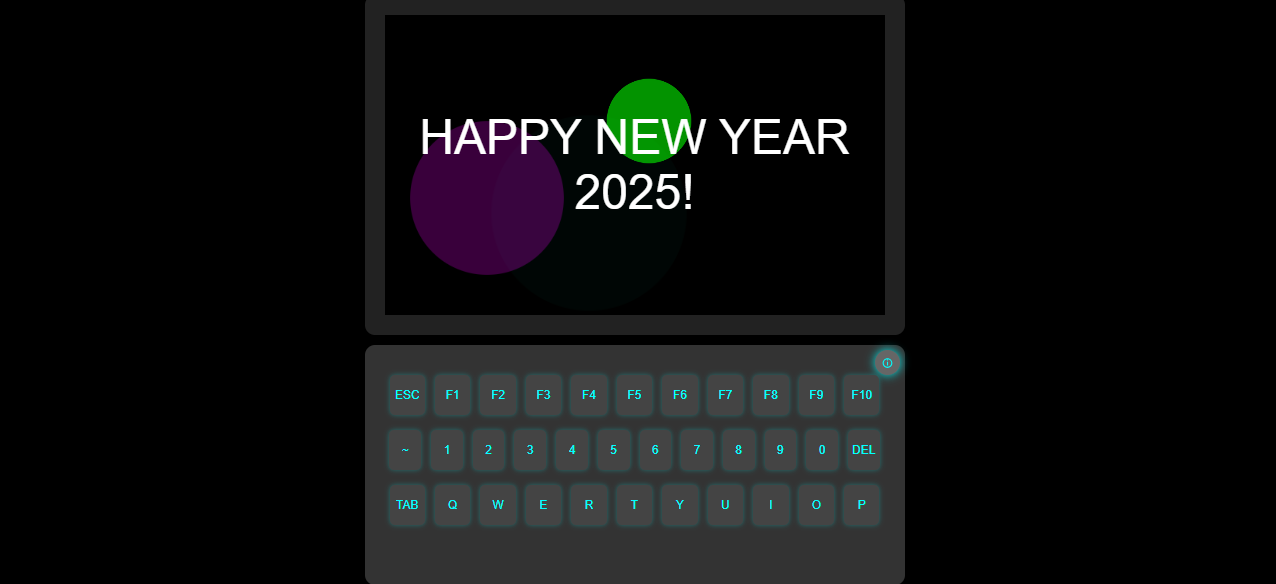 HAPPY NEW YEAR
2025!
ESC F1 F2 F3 F4 F5 F6 F7 F8 F9 F10
~ 1 2 3 4 5 6 7 8 9 0 DEL
TAB Q W E R T Y U I O P